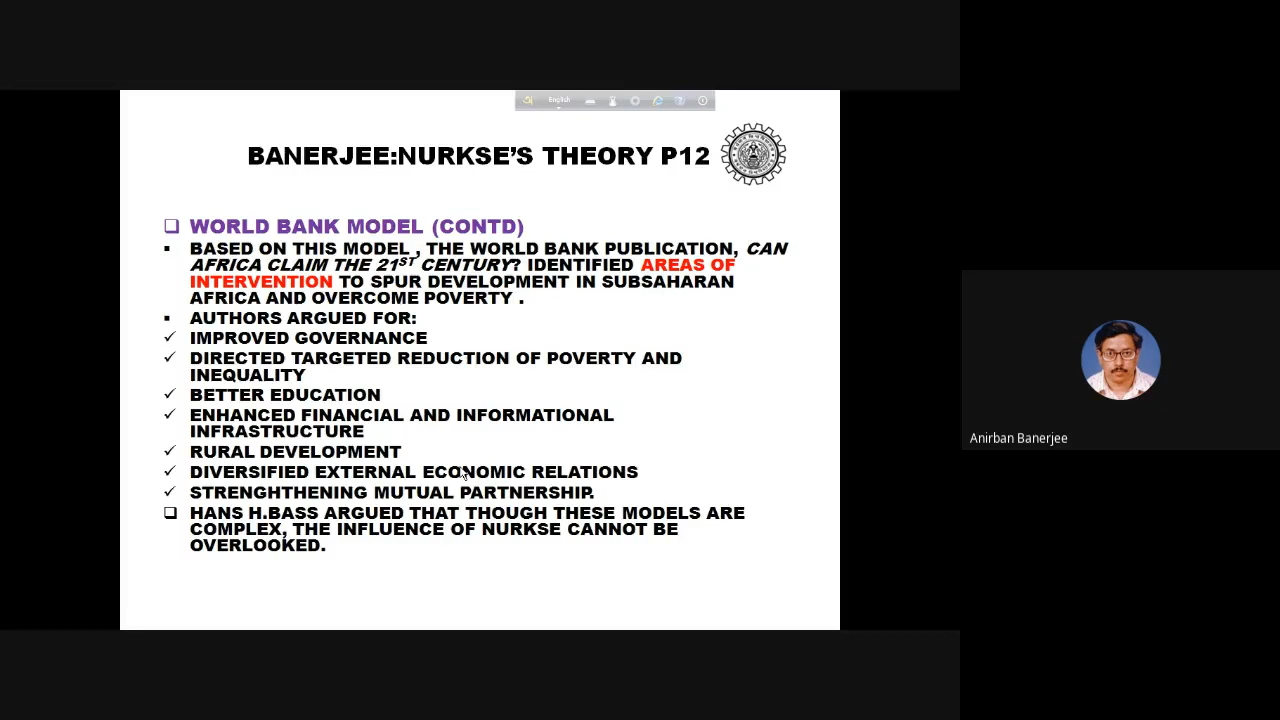 English
BANERJEE:NURKSE'S THEORY P12
❑ WORLD BANK MODEL (CONTD)
▪ BASED ON THIS MODEL , THE WORLD BANK PUBLICATION, CAN
AFRICA CLAIM THE 21ST CENTURY? IDENTIFIED AREAS OF
INTERVENTION TO SPUR DEVELOPMENT IN SUBSAHARAN
AFRICA AND OVERCOME POVERTY .
▪ AUTHORS ARGUED FOR:
✓ IMPROVED GOVERNANCE
✓ DIRECTED TARGETED REDUCTION OF POVERTY AND
INEQUALITY
✓ BETTER EDUCATION
✓ ENHANCED FINANCIAL AND INFORMATIONAL
INFRASTRUCTURE
✓ RURAL DEVELOPMENT
✓ DIVERSIFIED EXTERNAL ECONOMIC RELATIONS
✓ STRENGHTHENING MUTUAL PARTNERSHIP.
❑ HANS H.BASS ARGUED THAT THOUGH THESE MODELS ARE
COMPLEX, THE INFLUENCE OF NURKSE CANNOT BE
OVERLOOKED.
Anirban Banerjee